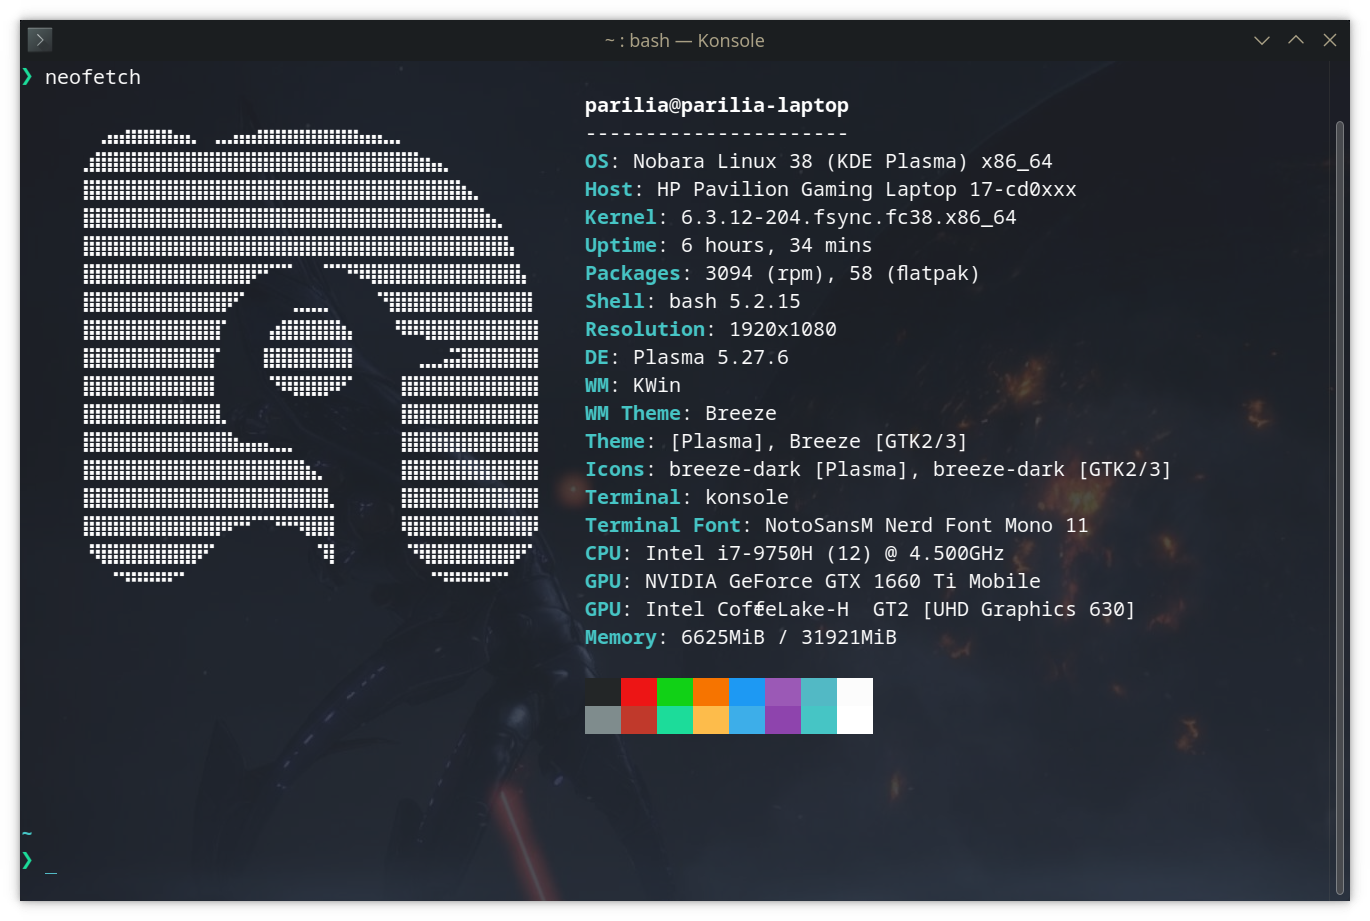 ~ : bash — Konsole
❯ neofetch
parilia@parilia-laptop
----------------------
OS: Nobara Linux 38 (KDE Plasma) x86_64
Host: HP Pavilion Gaming Laptop 17-cd0xxx
Kernel: 6.3.12-204.fsync.fc38.x86_64
Uptime: 6 hours, 34 mins
Packages: 3094 (rpm), 58 (flatpak)
Shell: bash 5.2.15
Resolution: 1920x1080
DE: Plasma 5.27.6
WM: KWin
WM Theme: Breeze
Theme: [Plasma], Breeze [GTK2/3]
Icons: breeze-dark [Plasma], breeze-dark [GTK2/3]
Terminal: konsole
Terminal Font: NotoSansM Nerd Font Mono 11
CPU: Intel i7-9750H (12) @ 4.500GHz
GPU: NVIDIA GeForce GTX 1660 Ti Mobile
GPU: Intel CoffeeLake-H  GT2 [UHD Graphics 630]
Memory: 6625MiB / 31921MiB
~
❯ _